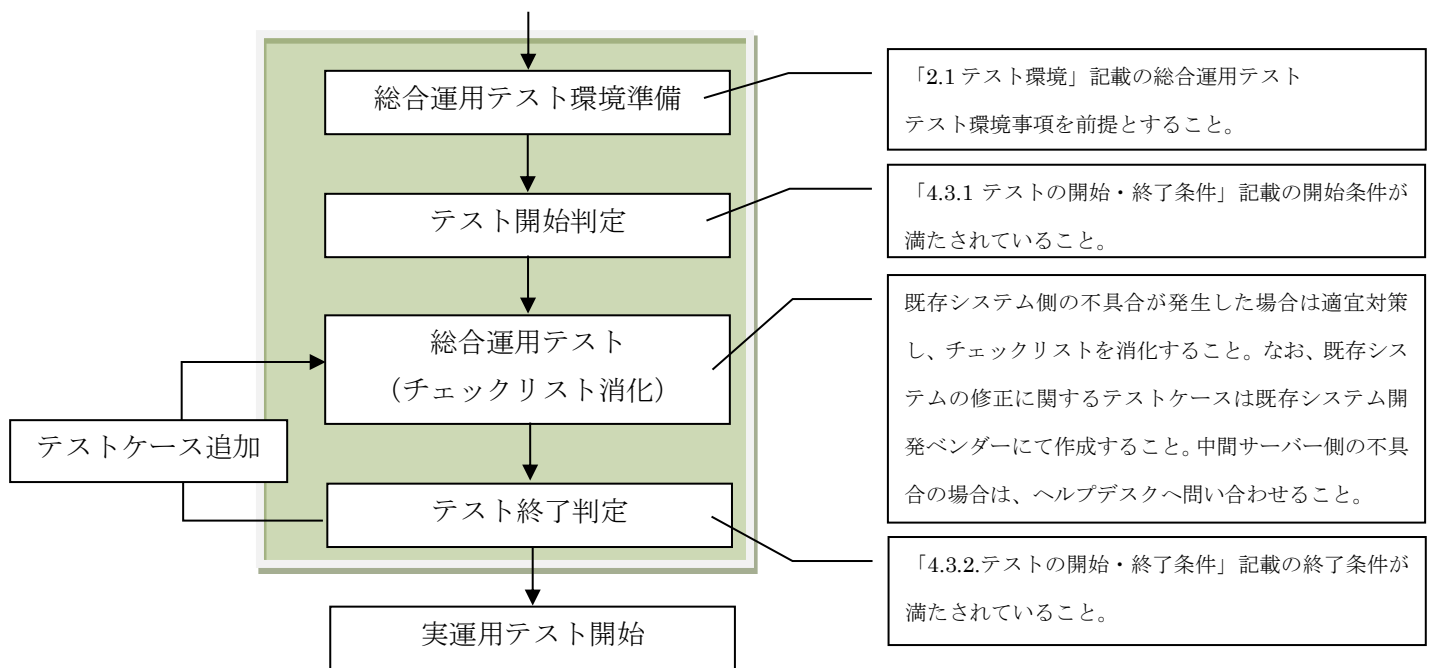 総合運用テスト環境準備
「2.1 テスト環境」記載の総合運用テスト
テスト環境事項を前提とすること。
テスト開始判定
「4.3.1 テストの開始・終了条件」記載の開始条件が
満たされていること。
総合運用テスト
（チェックリスト消化）
既存システム側の不具合が発生した場合は適宜対策
し、チェックリストを消化すること。なお、既存シス
テムの修正に関するテストケースは既存システム開
発ベンダーにて作成すること。中間サーバー側の不具
合の場合は、ヘルプデスクへ問い合わせること。
テストケース追加
テスト終了判定
「4.3.2.テストの開始・終了条件」記載の終了条件が
満たされていること。
実運用テスト開始